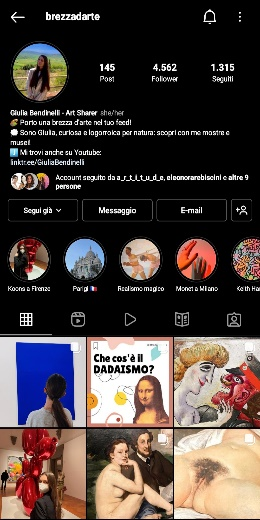 brezzadarte
145
4.562
1.315
Post
Follower
Seguiti
Giulia Bendinelli - Art Sharer she/her
Porto una brezza d'arte nel tuo feed!
Sono Giulia, curiosa e logorroica per natura: scopri con me mostre e
musei!
Mi trovi anche su Youtube:
linktr.ee/GiuliaBendinelli
Account seguito da a_r_t_i_t_u_d_e, eleonorarebiscini e altre 9
persone
Segui già
Messaggio
E-mail
Koons a Firenze
Parigi
Realismo magico
Monet a Milano
Keith Har
Che cos'è il
DADAISMO?